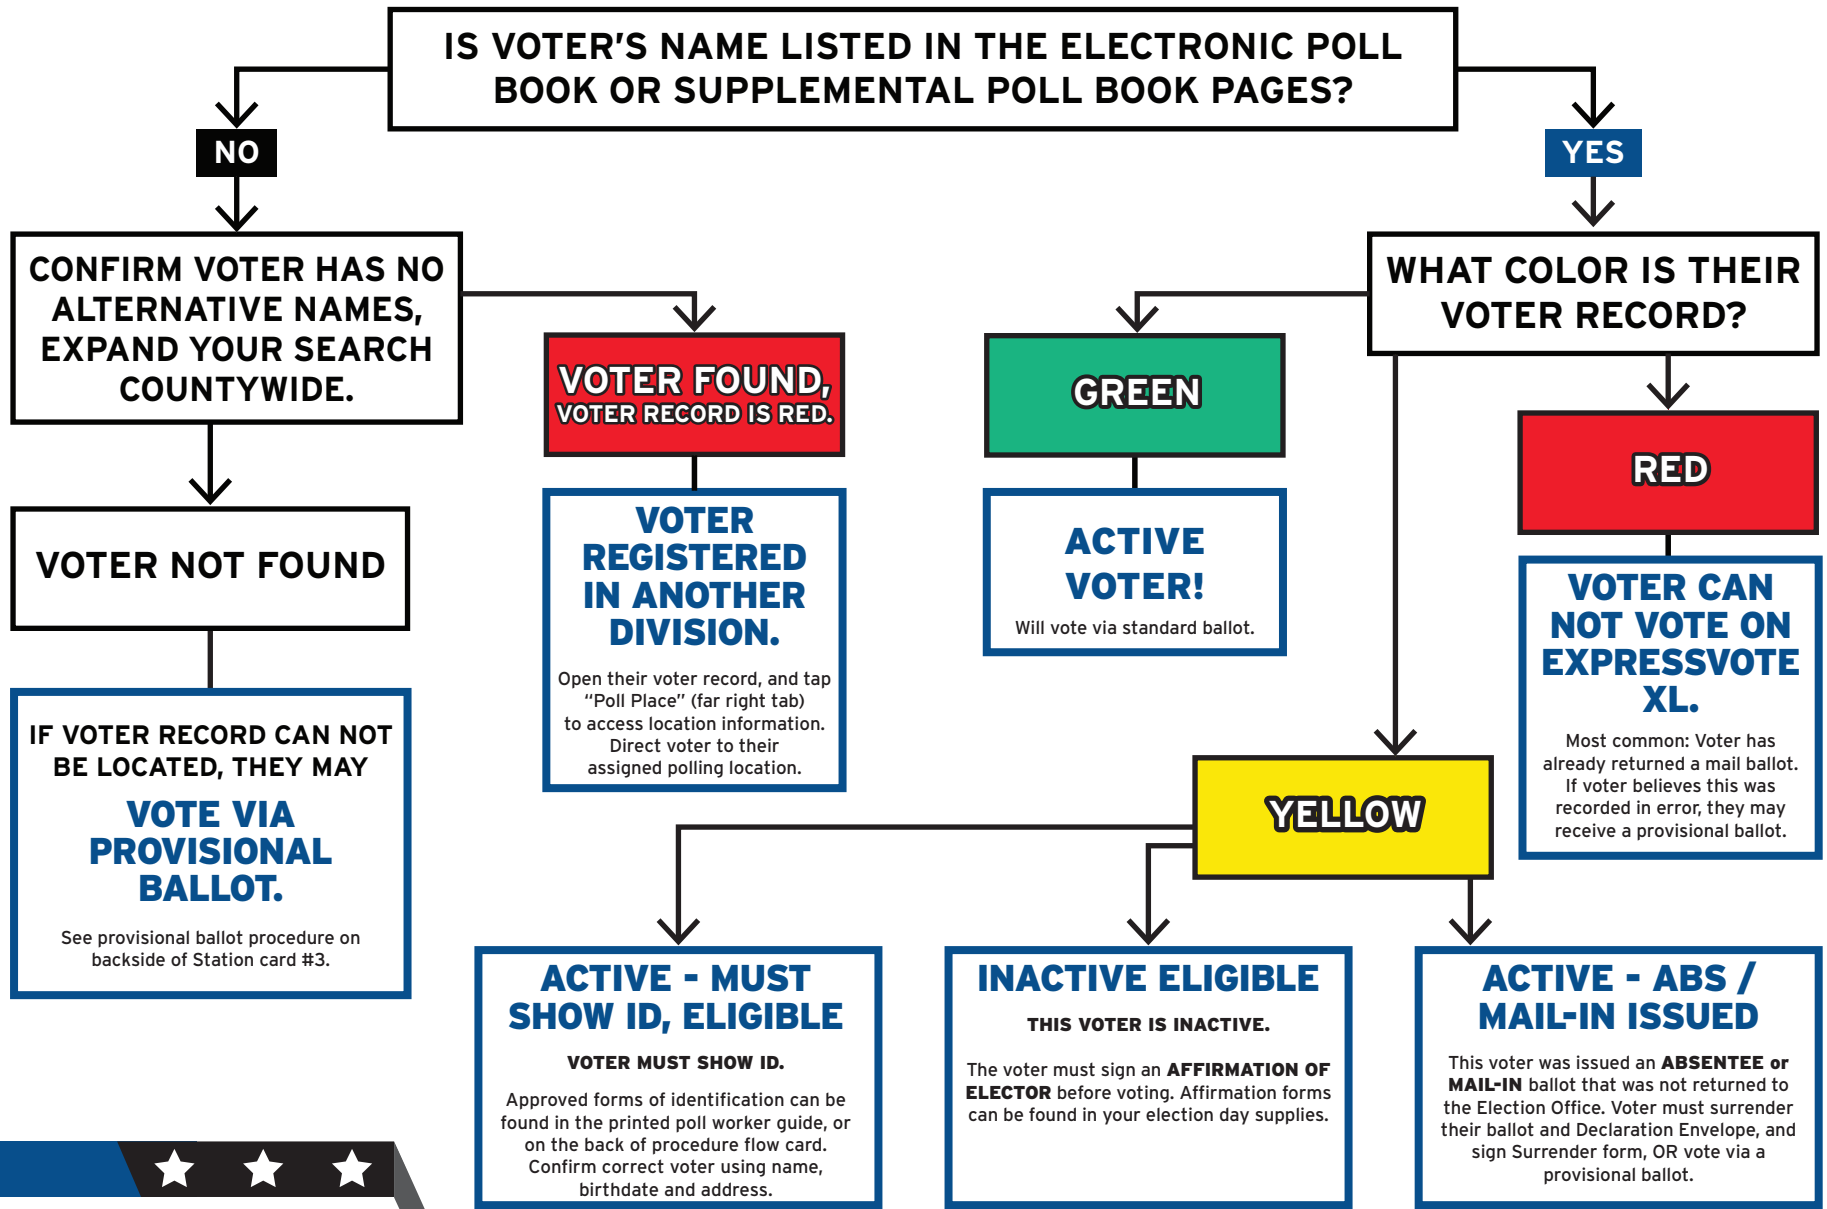 IS VOTER'S NAME LISTED IN THE ELECTRONIC POLL
BOOK OR SUPPLEMENTAL POLL BOOK PAGES?
NO
YES
CONFIRM VOTER HAS NO
ALTERNATIVE NAMES,
EXPAND YOUR SEARCH
COUNTYWIDE.
VOTER FOUND,
VOTER RECORD IS RED.
VOTER
REGISTERED
IN ANOTHER
DIVISION.
Open their voter record, and tap
“Poll Place” (far right tab)
to access location information.
Direct voter to their
assigned polling location.
VOTER NOT FOUND
IF VOTER RECORD CAN NOT
BE LOCATED, THEY MAY
VOTE VIA
PROVISIONAL
BALLOT.
See provisional ballot procedure on
backside of Station card #3.
WHAT COLOR IS THEIR
VOTER RECORD?
GREEN
ACTIVE
VOTER!
Will vote via standard ballot.
RED
VOTER CAN
NOT VOTE ON
EXPRESSVOTE
XL.
Most common: Voter has
already returned a mail ballot.
If voter believes this was
recorded in error, they may
receive a provisional ballot.
YELLOW
ACTIVE - MUST
SHOW ID, ELIGIBLE
VOTER MUST SHOW ID.
Approved forms of identification can be
found in the printed poll worker guide, or
on the back of procedure flow card.
Confirm correct voter using name,
birthdate and address.
INACTIVE ELIGIBLE
THIS VOTER IS INACTIVE.
The voter must sign an AFFIRMATION OF
ELECTOR before voting. Affirmation forms
can be found in your election day supplies.
ACTIVE - ABS /
MAIL-IN ISSUED
This voter was issued an ABSENTEE or
MAIL-IN ballot that was not returned to
the Election Office. Voter must surrender
their ballot and Declaration Envelope, and
sign Surrender form, OR vote via a
provisional ballot.